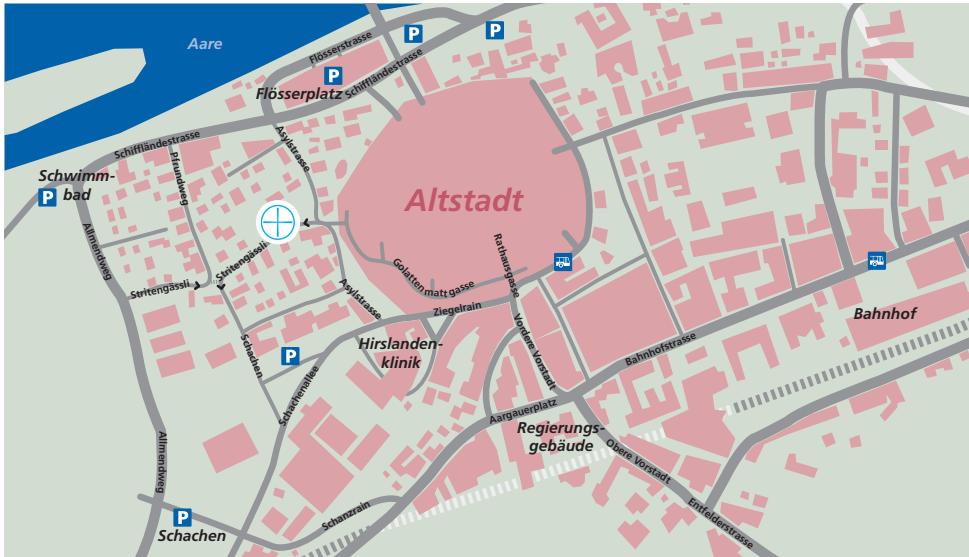 Aare
P
P
Flösserstrasse
P
Flösserplatz
Schiffländestrasse
Schiffländestrasse
Asylstrasse
Pfrundweg
Schwimm-
bad
P
Altstadt
Allmendweg
Stritengässli
Stritengässli
Rathausgasse
Golattenmattgasse
Asylstrasse
Ziegelrain
Vordere Vorstadt
Bahnhof
Bahnhofstrasse
Schachen
P
Hirslanden-
klinik
Schachenallee
Aargauerplatz
Regierungs-
gebäude
Obere Vorstadt
Allmendweg
Entfelderstrasse
Schanzrain
P
Schachen